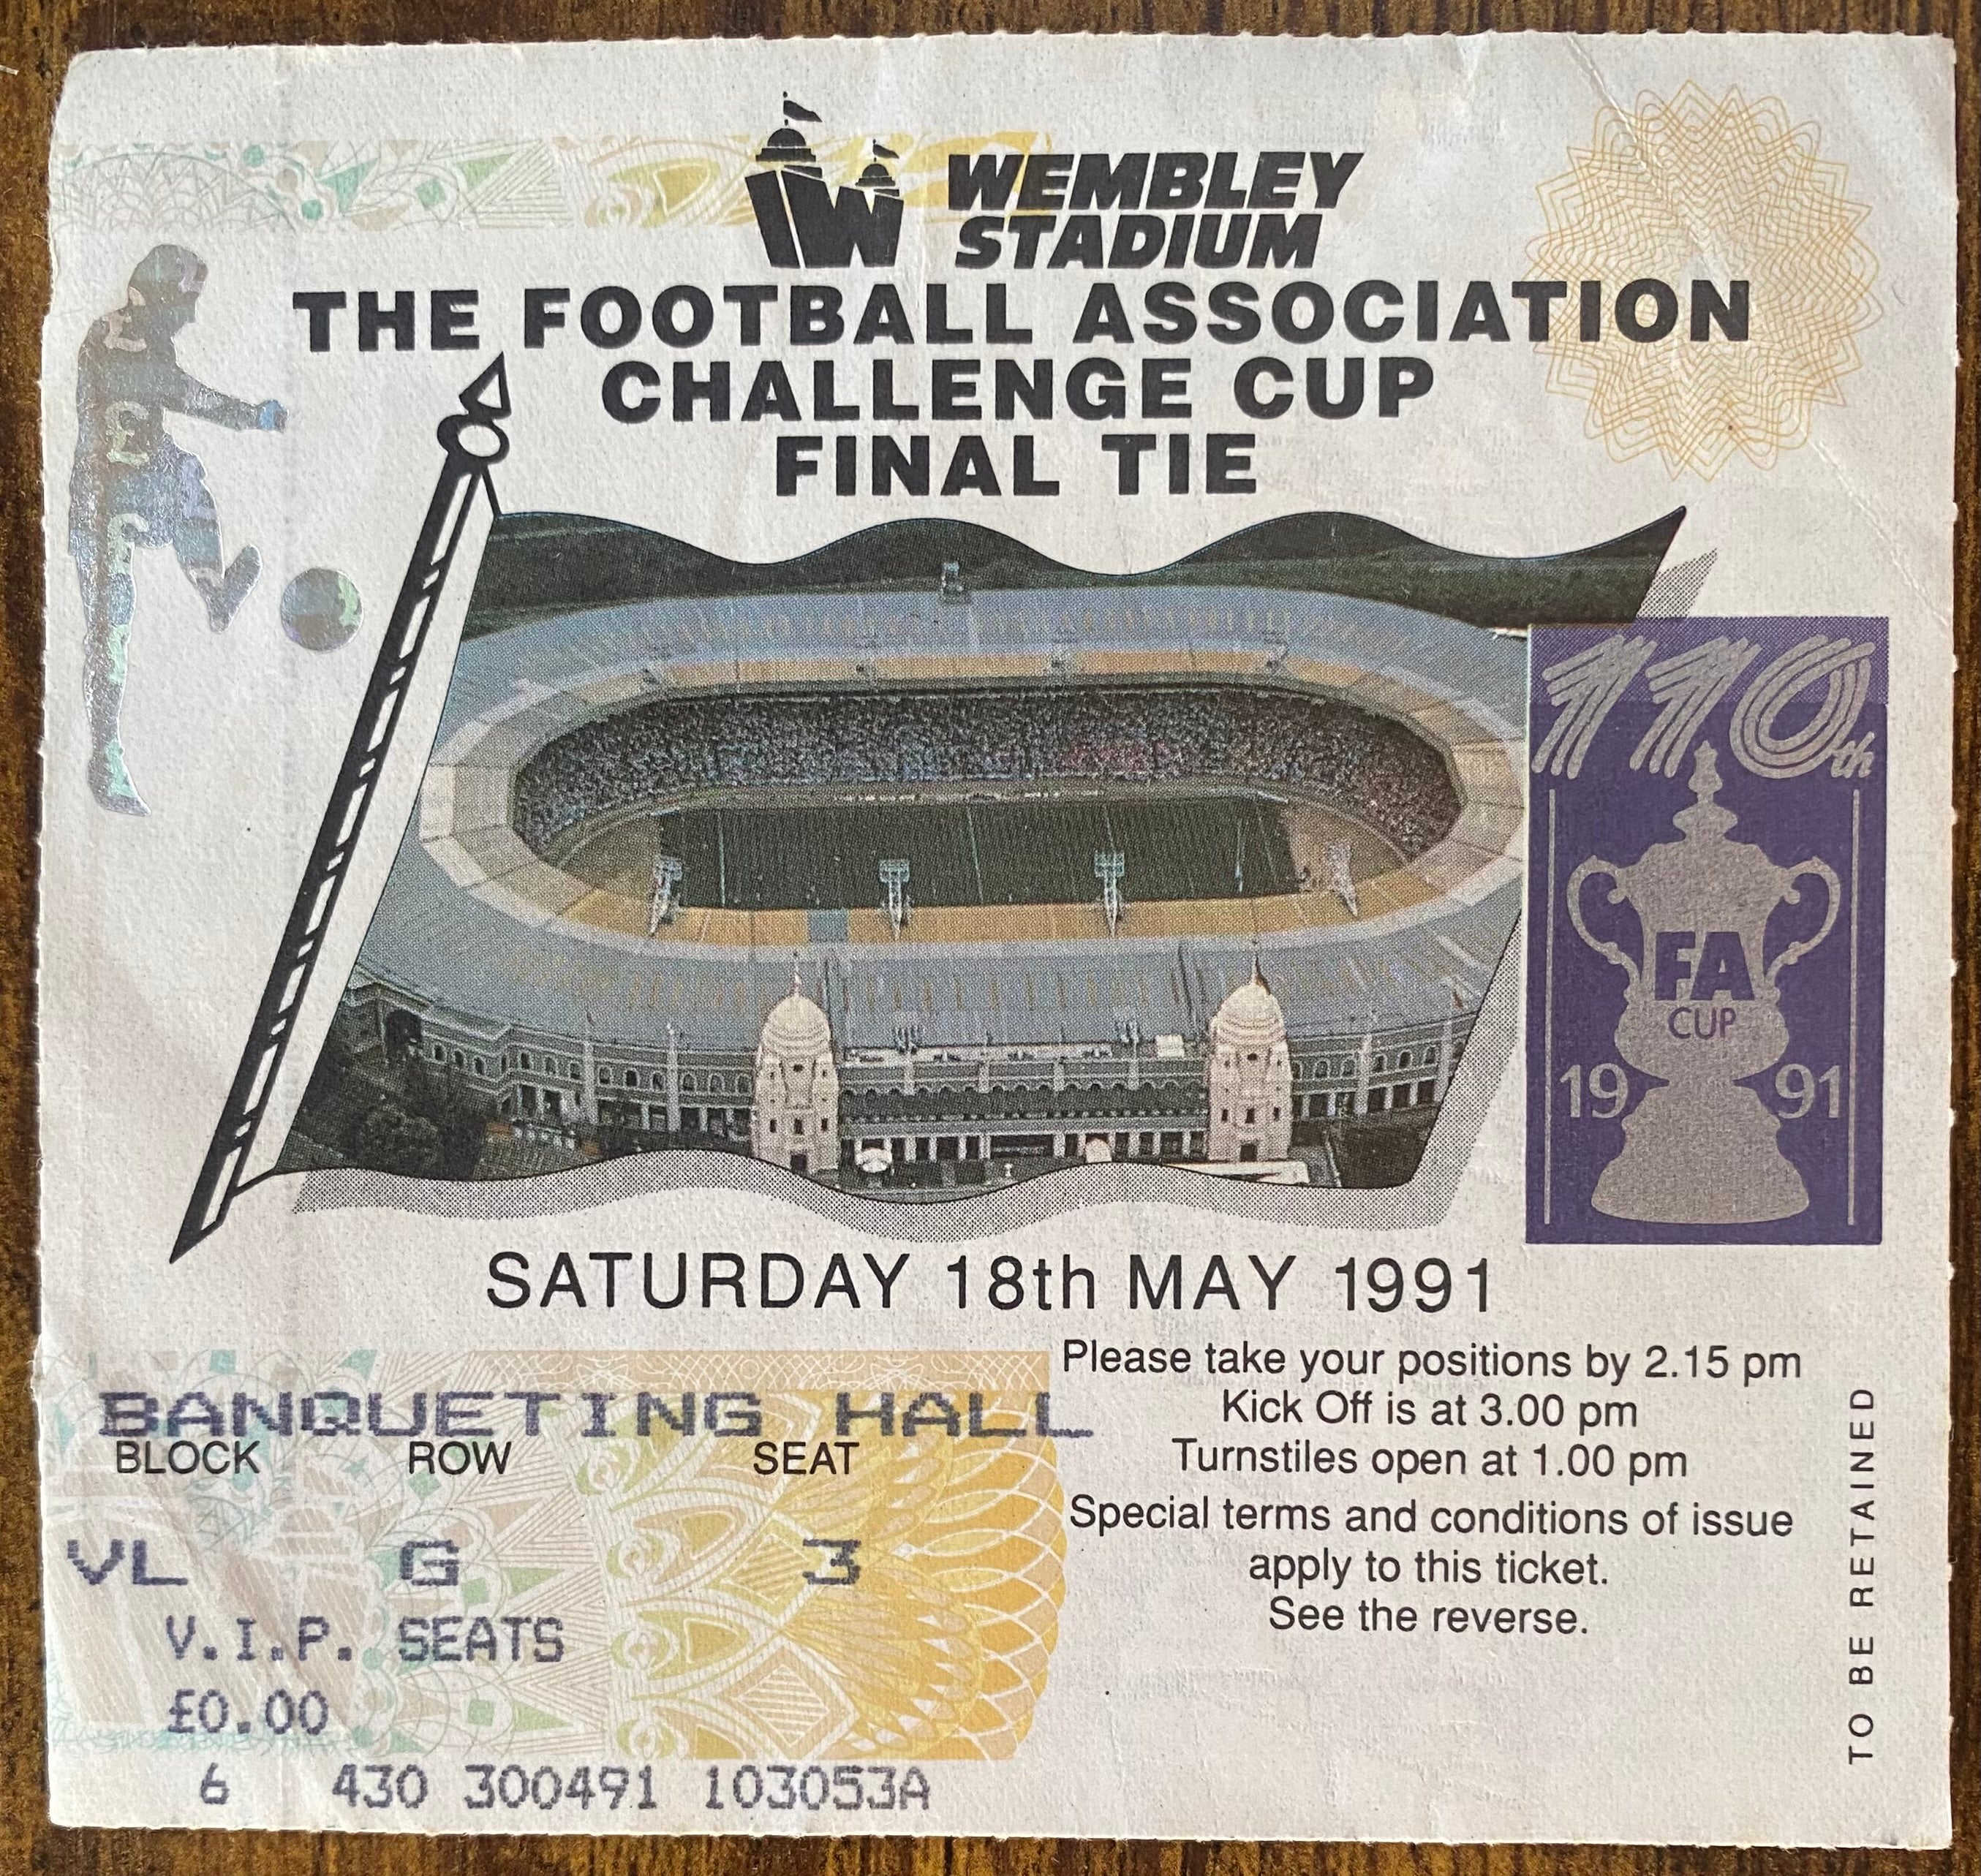 WEMBLEY
STADIUM
THE FOOTBALL ASSOCIATION
CHALLENGE CUP
FINAL TIE
110th
FA
CUP
19 91
SATURDAY 18th MAY 1991
Please take your positions by 2.15 pm
Kick Off is at 3.00 pm
Turnstiles open at 1.00 pm
Special terms and conditions of issue
apply to this ticket.
See the reverse.
BANQUETING HALL
BLOCK ROW SEAT
VL G 3
V.I.P. SEATS
£0.00
6 430 300491 103053A
TO BE RETAINED